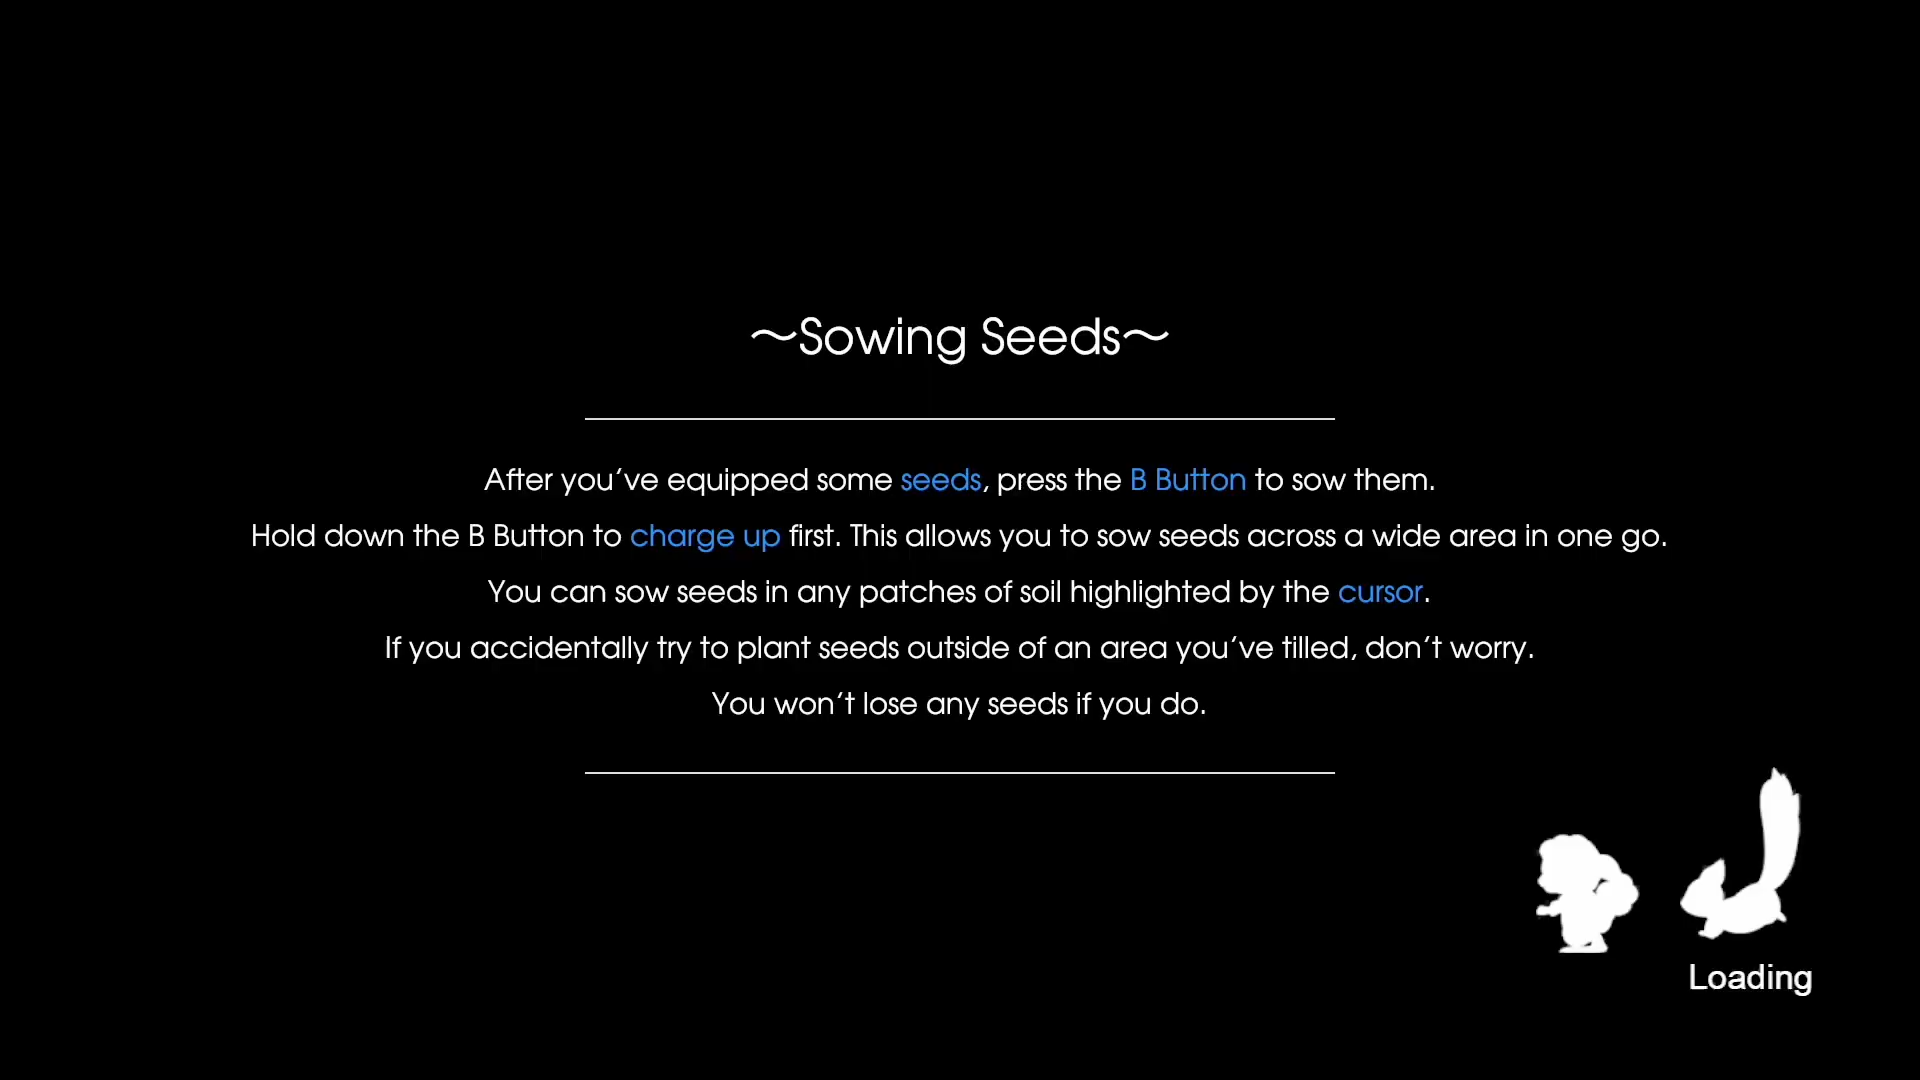 ～Sowing Seeds～
After you’ve equipped some seeds, press the B Button to sow them.
Hold down the B Button to charge up first. This allows you to sow seeds across a wide area in one go.
You can sow seeds in any patches of soil highlighted by the cursor.
If you accidentally try to plant seeds outside of an area you’ve tilled, don’t worry.
You won’t lose any seeds if you do.
Loading